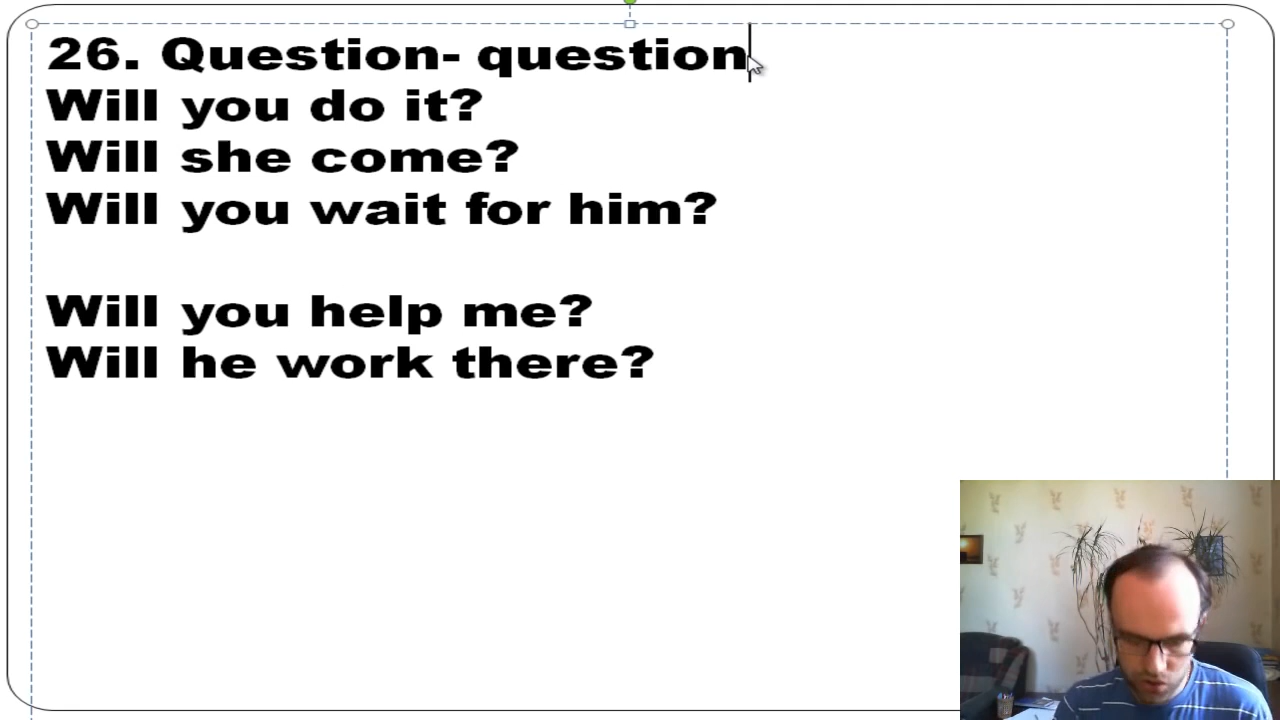 26. Question- question
Will you do it?
Will she come?
Will you wait for him?
Will you help me?
Will he work there?